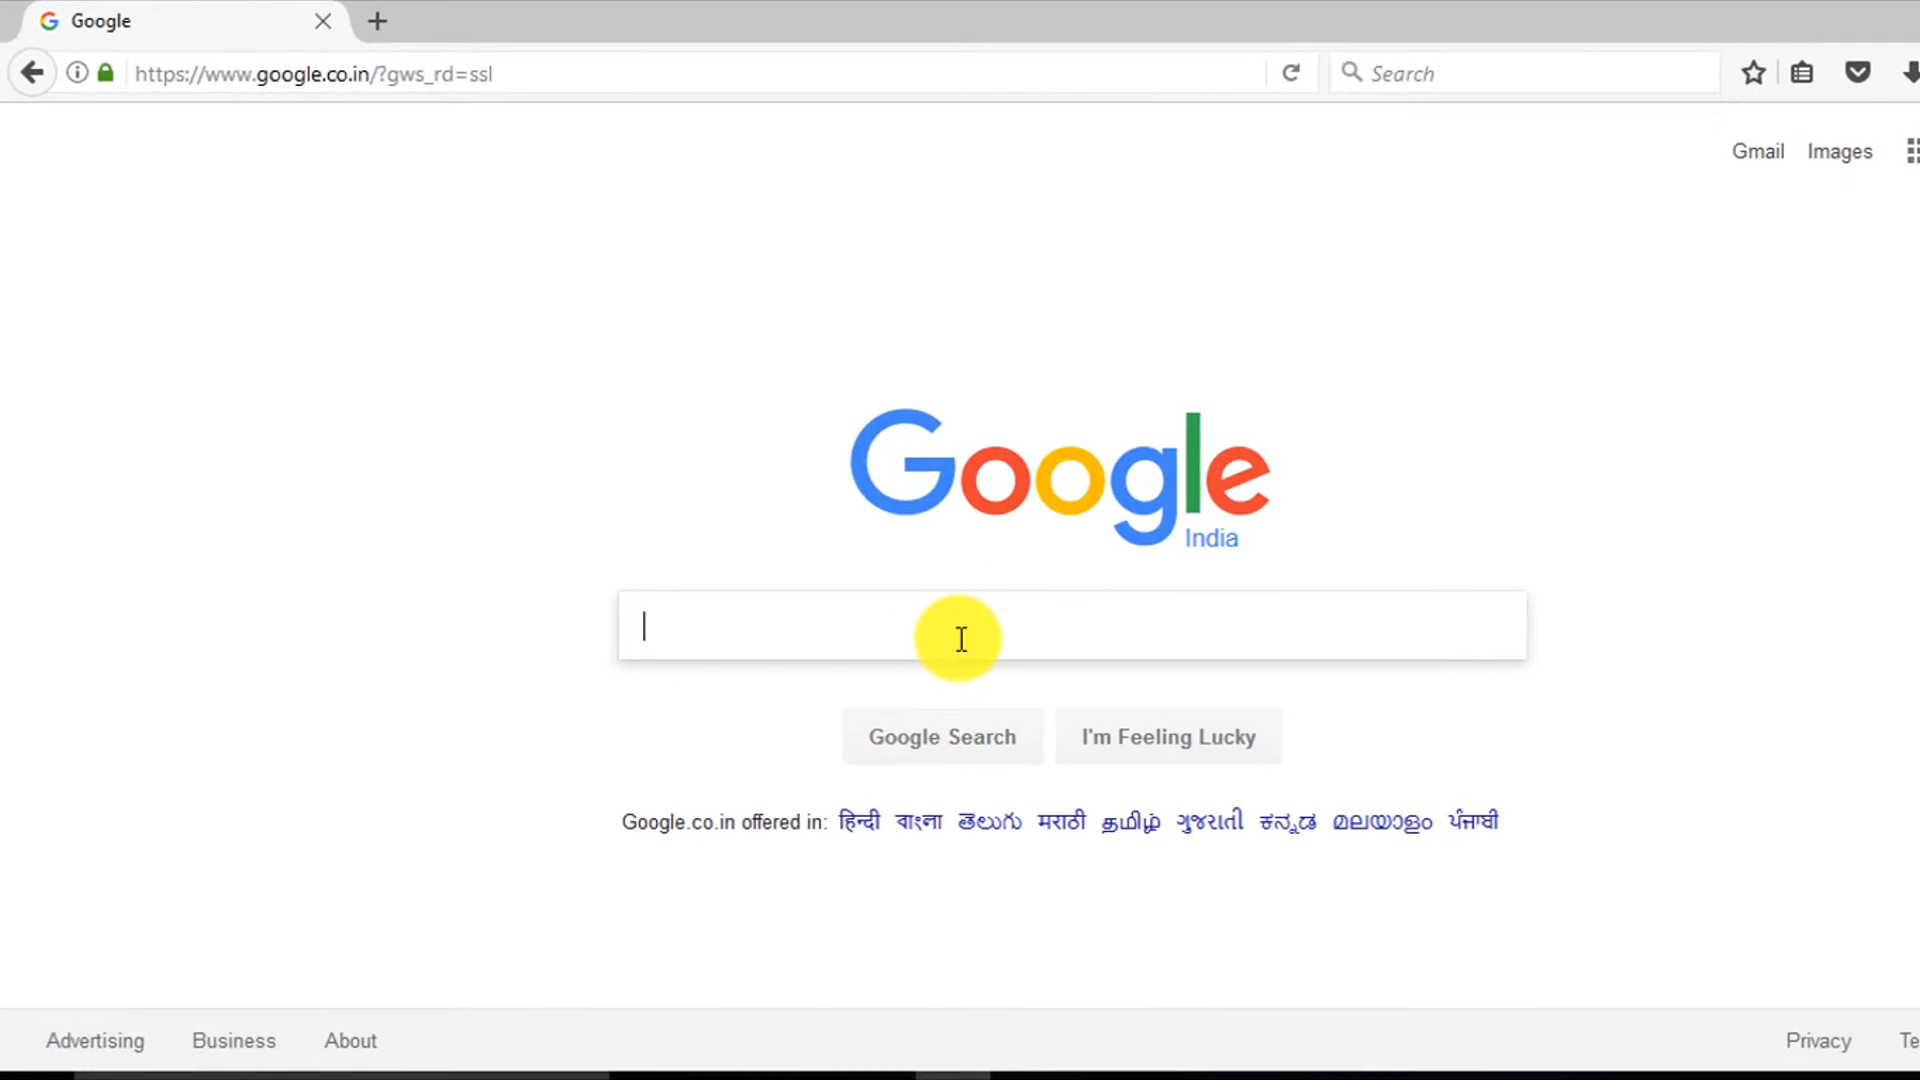 Google
https://www.google.co.in/?gws_rd=ssl
Search
Gmail Images
Google
India
Google Search I'm Feeling Lucky
Google.co.in offered in: हिन्दी বাংলা తెలుగు मराठी தமிழ் ગુજરાતી ಕನ್ನಡ മലയാളം ਪੰਜਾਬੀ
Advertising Business About Privacy Te